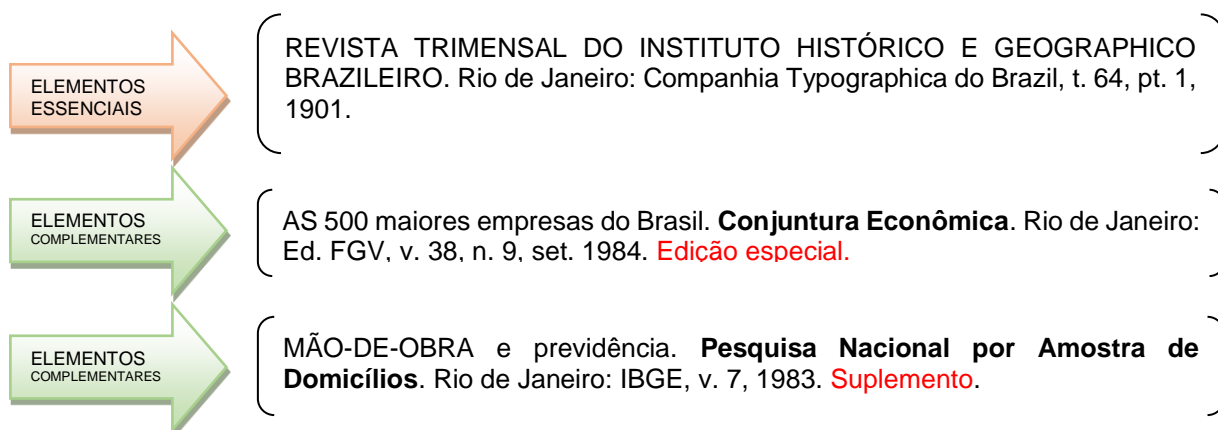 ELEMENTOS
ESSENCIAIS
REVISTA TRIMENSAL DO INSTITUTO HISTÓRICO E GEOGRAPHICO
BRAZILEIRO. Rio de Janeiro: Companhia Typographica do Brazil, t. 64, pt. 1,
1901.
ELEMENTOS
COMPLEMENTARES
AS 500 maiores empresas do Brasil. Conjuntura Econômica. Rio de Janeiro:
Ed. FGV, v. 38, n. 9, set. 1984. Edição especial.
ELEMENTOS
COMPLEMENTARES
MÃO-DE-OBRA e previdência. Pesquisa Nacional por Amostra de
Domicílios. Rio de Janeiro: IBGE, v. 7, 1983. Suplemento.